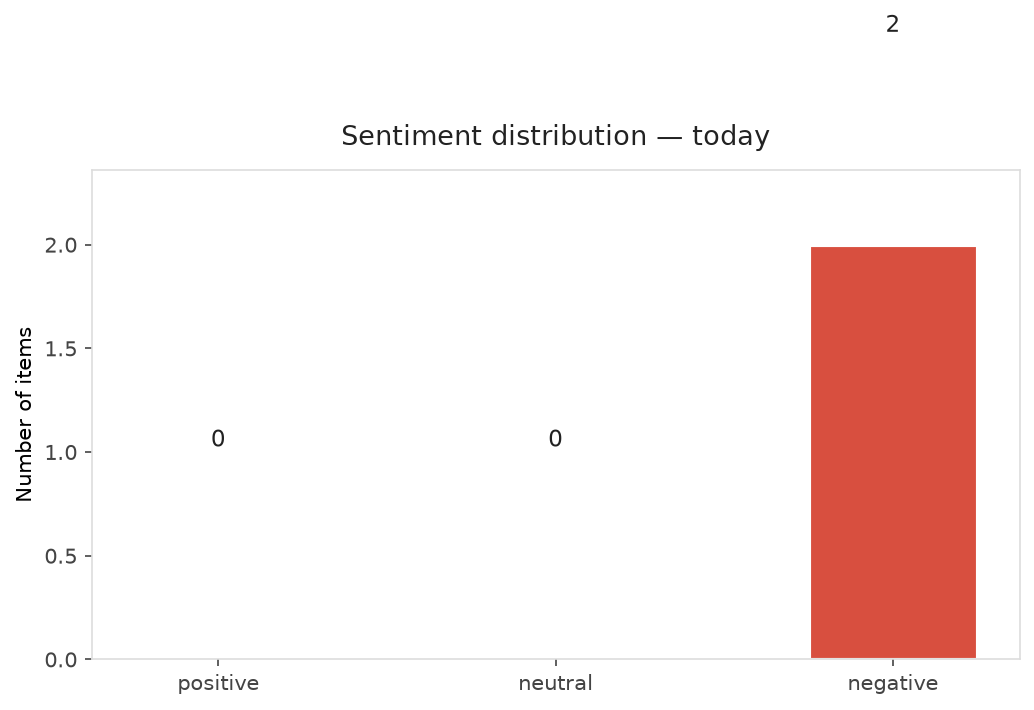 2
Sentiment distribution — today
Number of items
2.0
1.5
1.0
0.5
0.0
0
0
positive
neutral
negative